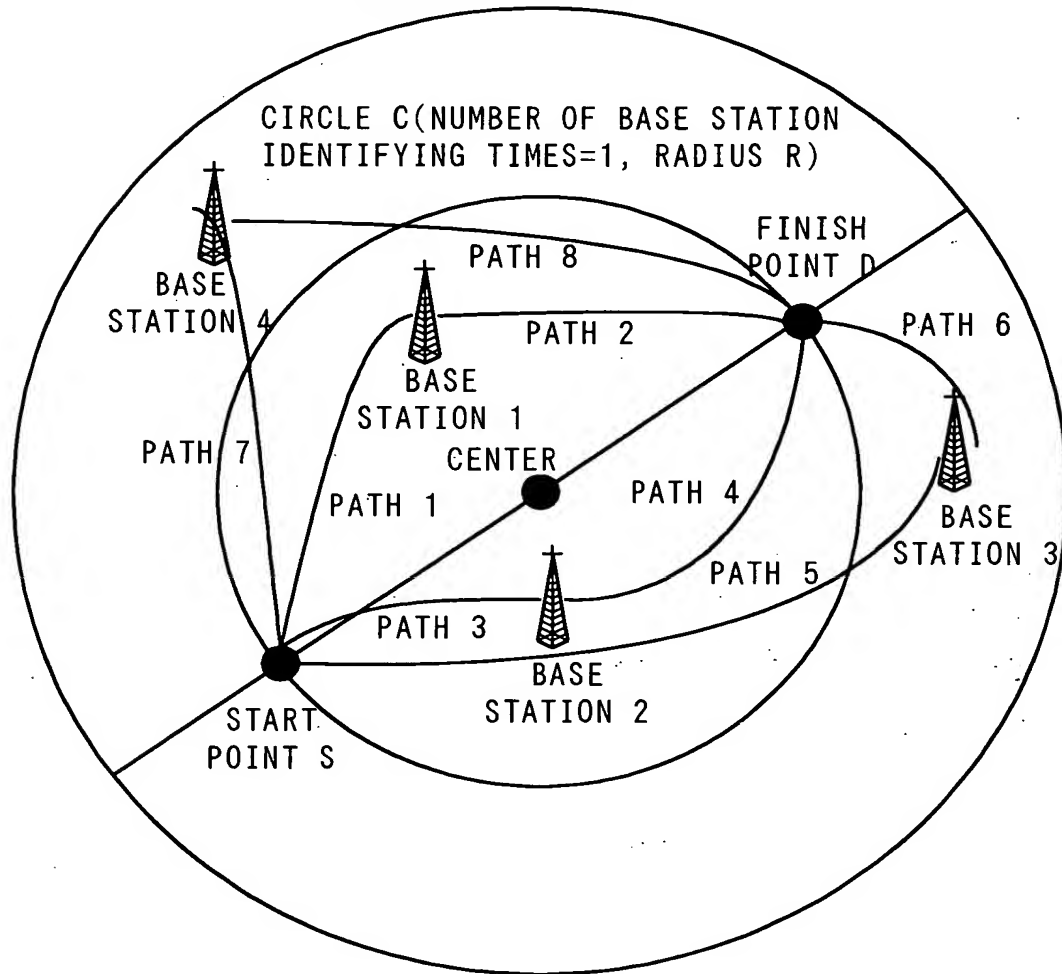 CIRCLE C(NUMBER OF BASE STATION
IDENTIFYING TIMES=1, RADIUS R)
FINISH
POINT D
PATH 8
BASE
STATION 4
PATH 2
PATH 6
BASE
STATION 1
PATH 7
CENTER
PATH 1
PATH 4
BASE
STATION 3
PATH 5
PATH 3
BASE
STATION 2
START
POINT S